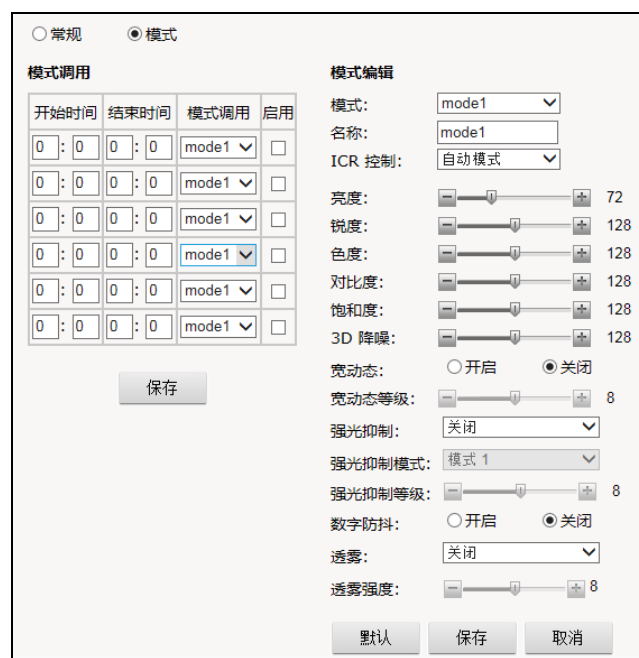 常规 模式
模式调用
开始时间 结束时间 模式调用 启用
0 : 0 0 : 0 mode1
0 : 0 0 : 0 mode1
0 : 0 0 : 0 mode1
0 : 0 0 : 0 mode1
0 : 0 0 : 0 mode1
0 : 0 0 : 0 mode1
保存
模式编辑
模式: mode1
名称: mode1
ICR 控制: 自动模式
亮度: 72
锐度: 128
色度: 128
对比度: 128
饱和度: 128
3D 降噪: 128
宽动态: 开启 关闭
宽动态等级: 8
强光抑制: 关闭
强光抑制模式: 模式 1
强光抑制等级: 8
数字防抖: 开启 关闭
透雾: 关闭
透雾强度: 8
默认 保存 取消